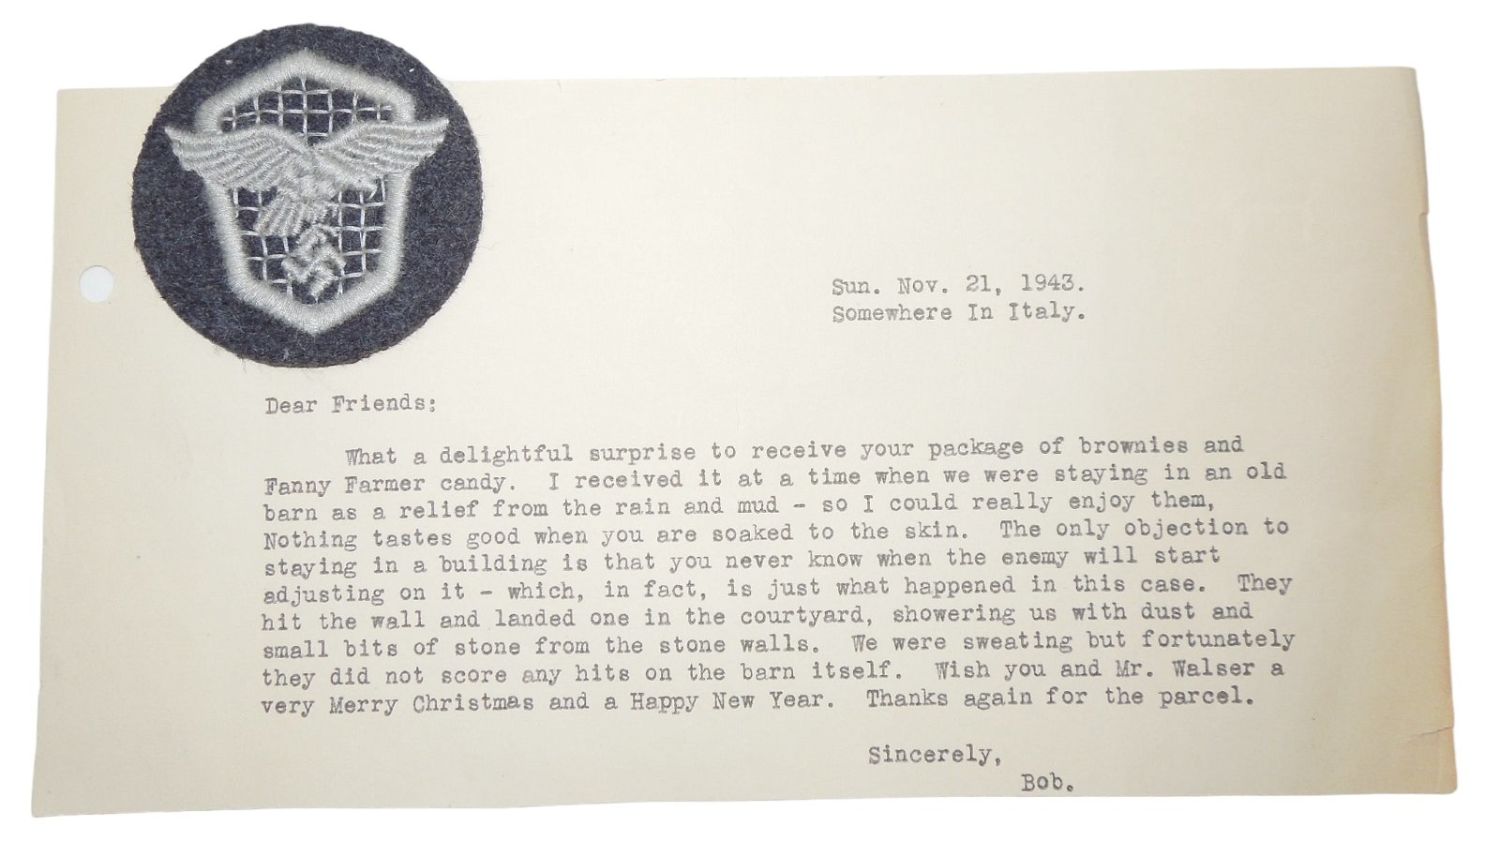 Sun. Nov. 21, 1943.
Somewhere In Italy.
Dear Friends:
What a delightful surprise to receive your package of brownies and
Fanny Farmer candy. I received it at a time when we were staying in an old
barn as a relief from the rain and mud - so I could really enjoy them,
Nothing tastes good when you are soaked to the skin. The only objection to
staying in a building is that you never know when the enemy will start
adjusting on it - which, in fact, is just what happened in this case. They
hit the wall and landed one in the courtyard, showering us with dust and
small bits of stone from the stone walls. We were sweating but fortunately
they did not score any hits on the barn itself. Wish you and Mr. Walser a
very Merry Christmas and a Happy New Year. Thanks again for the parcel.
Sincerely,
Bob.